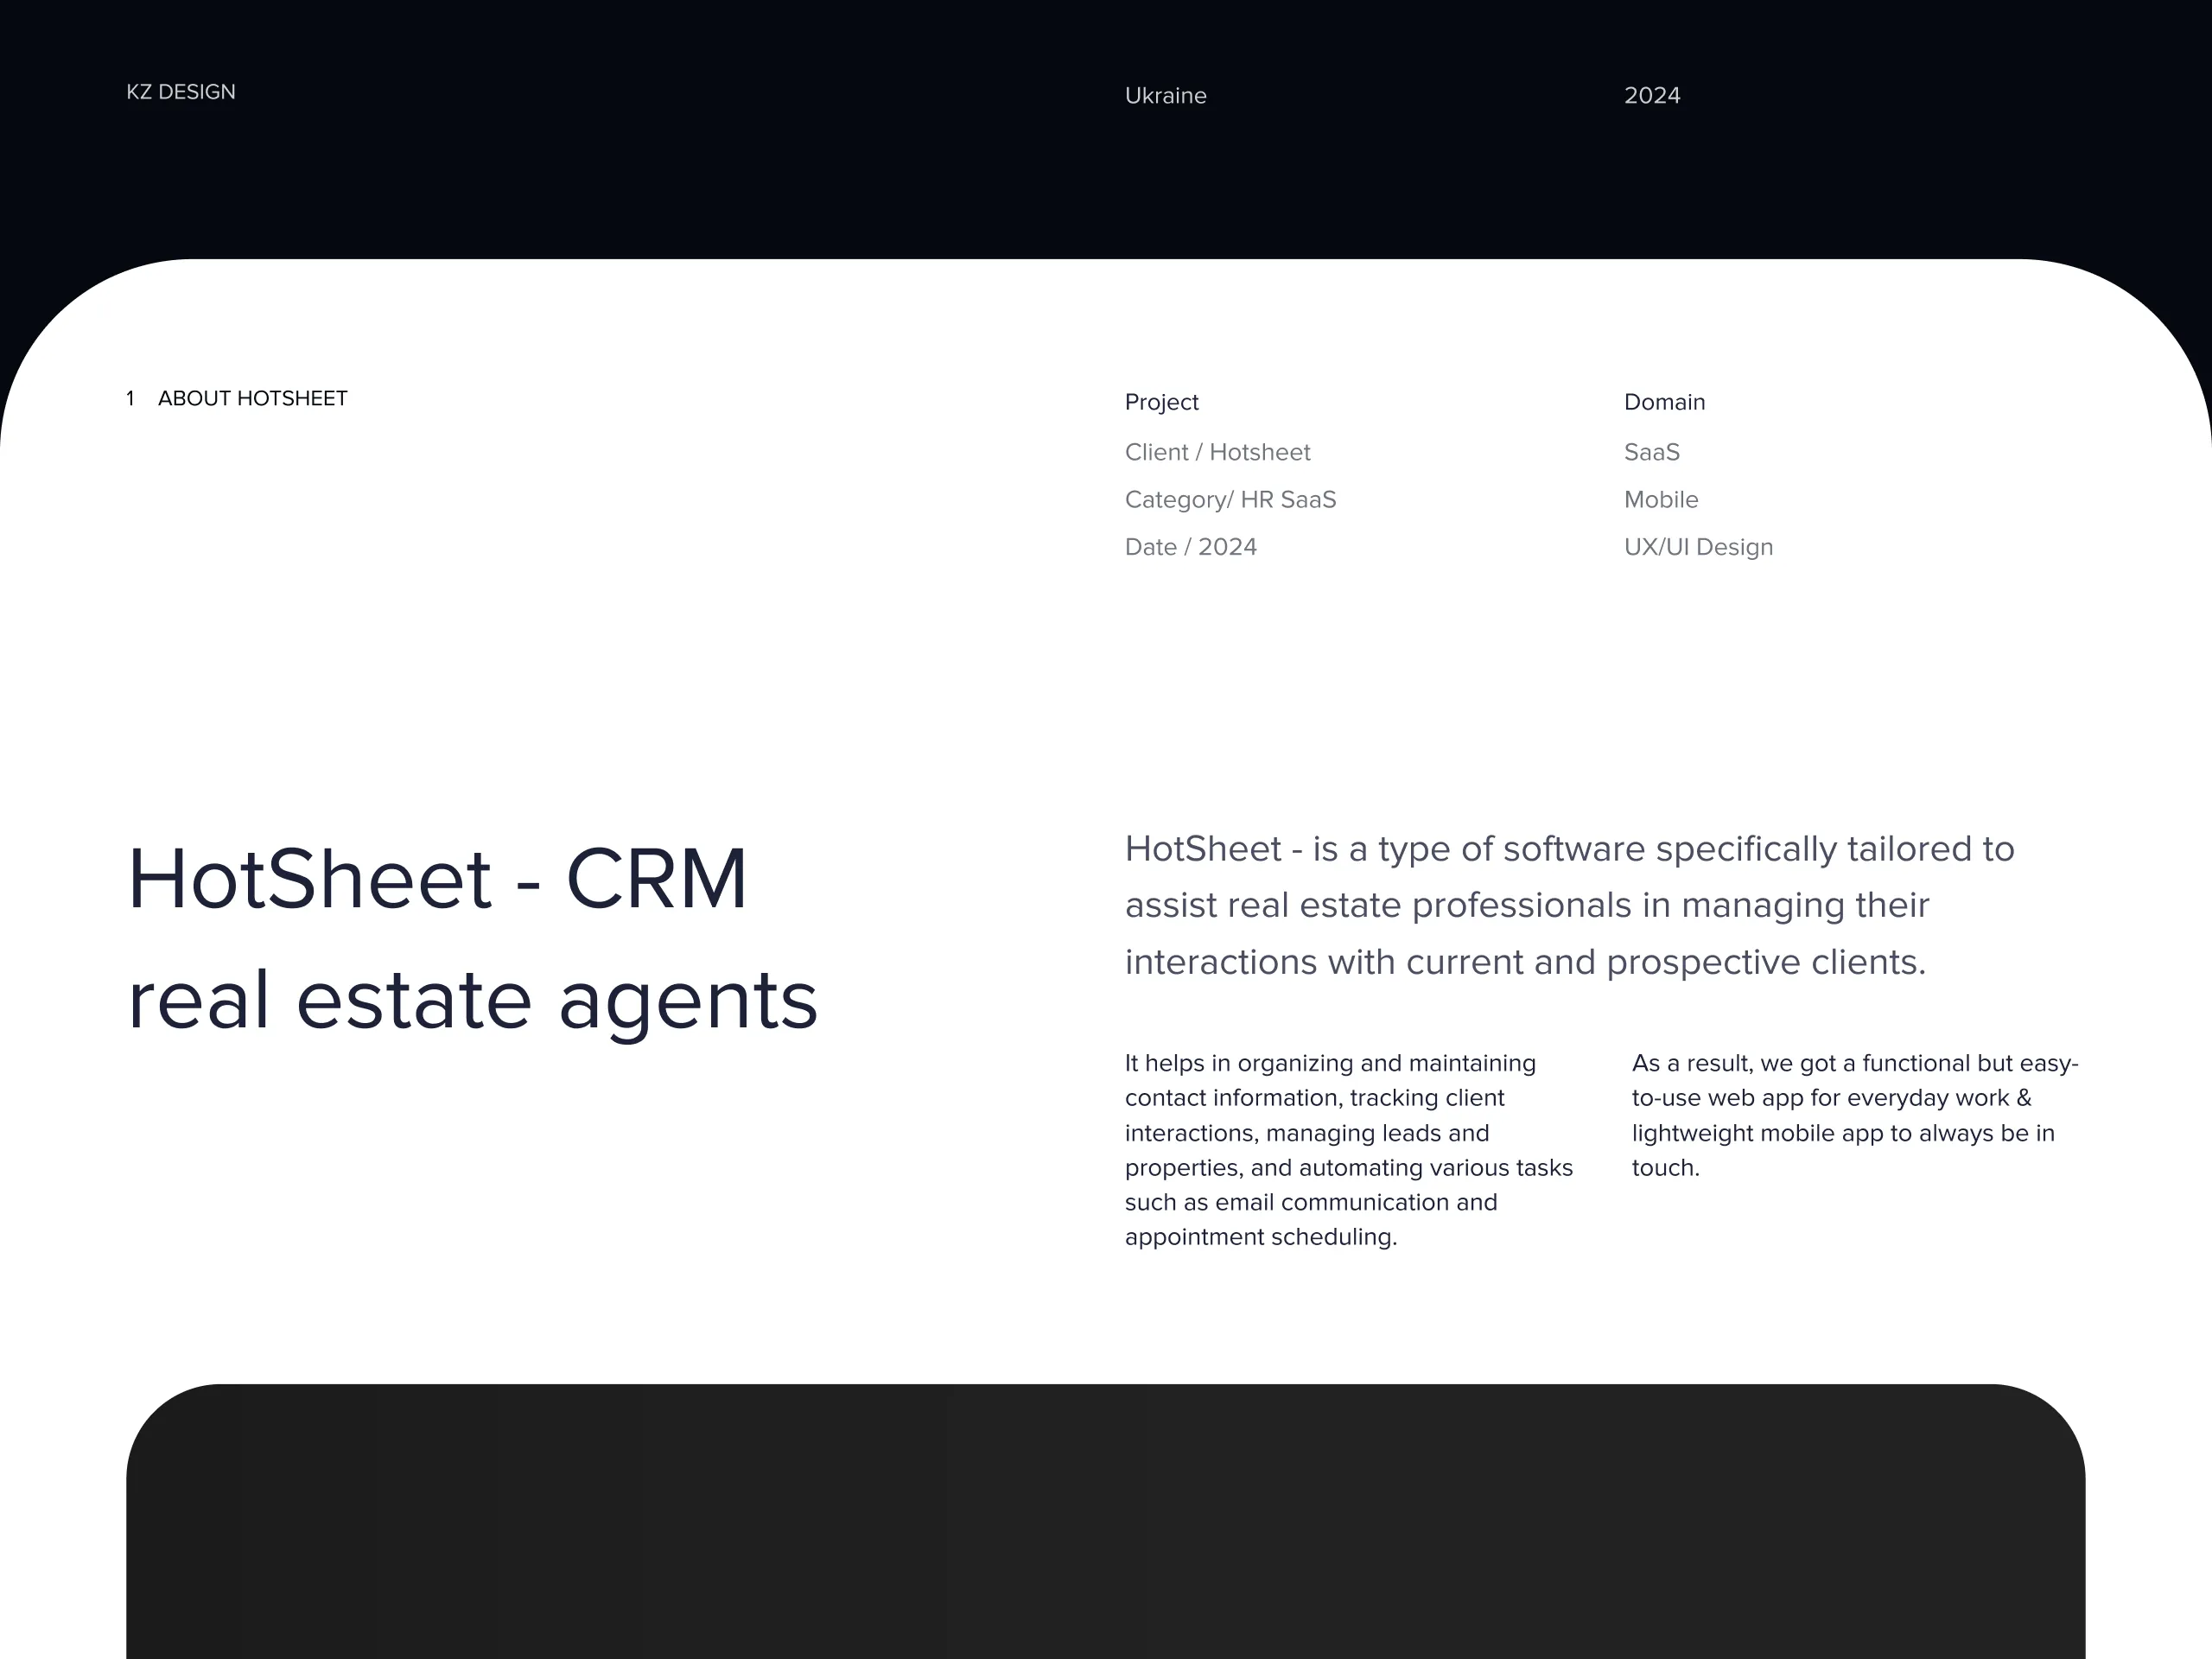 KZ DESIGN
Ukraine
2024
1 ABOUT HOTSHEET
Project
Client / Hotsheet
Category/ HR SaaS
Date / 2024
Domain
SaaS
Mobile
UX/UI Design
HotSheet - CRM
real estate agents
HotSheet - is a type of software specifically tailored to
assist real estate professionals in managing their
interactions with current and prospective clients.
It helps in organizing and maintaining
contact information, tracking client
interactions, managing leads and
properties, and automating various tasks
such as email communication and
appointment scheduling.
As a result, we got a functional but easy-
to-use web app for everyday work &
lightweight mobile app to always be in
touch.